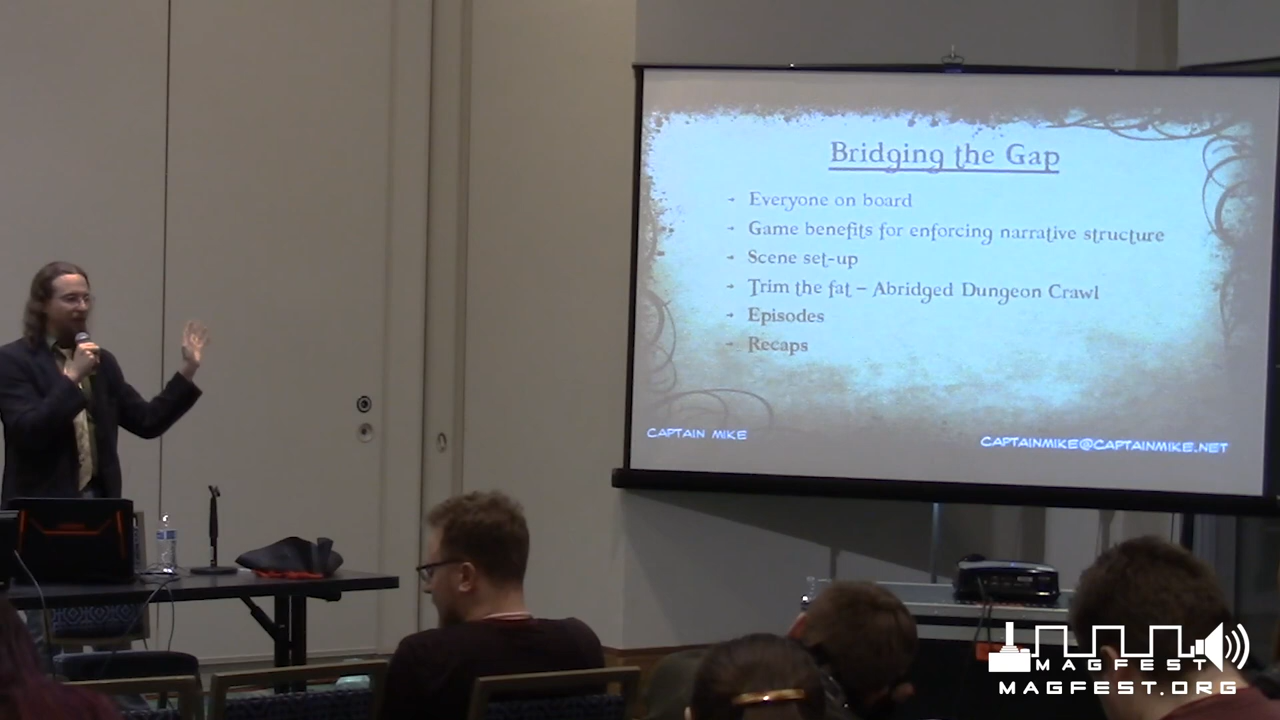 Bridging the Gap
→ Everyone on board
→ Game benefits for enforcing narrative structure
→ Scene set-up
→ Trim the fat – Abridged Dungeon Crawl
→ Episodes
→ Recaps
CAPTAIN MIKE
CAPTAINMIKE@CAPTAINMIKE.NET
MAGFEST
MAGFEST.ORG